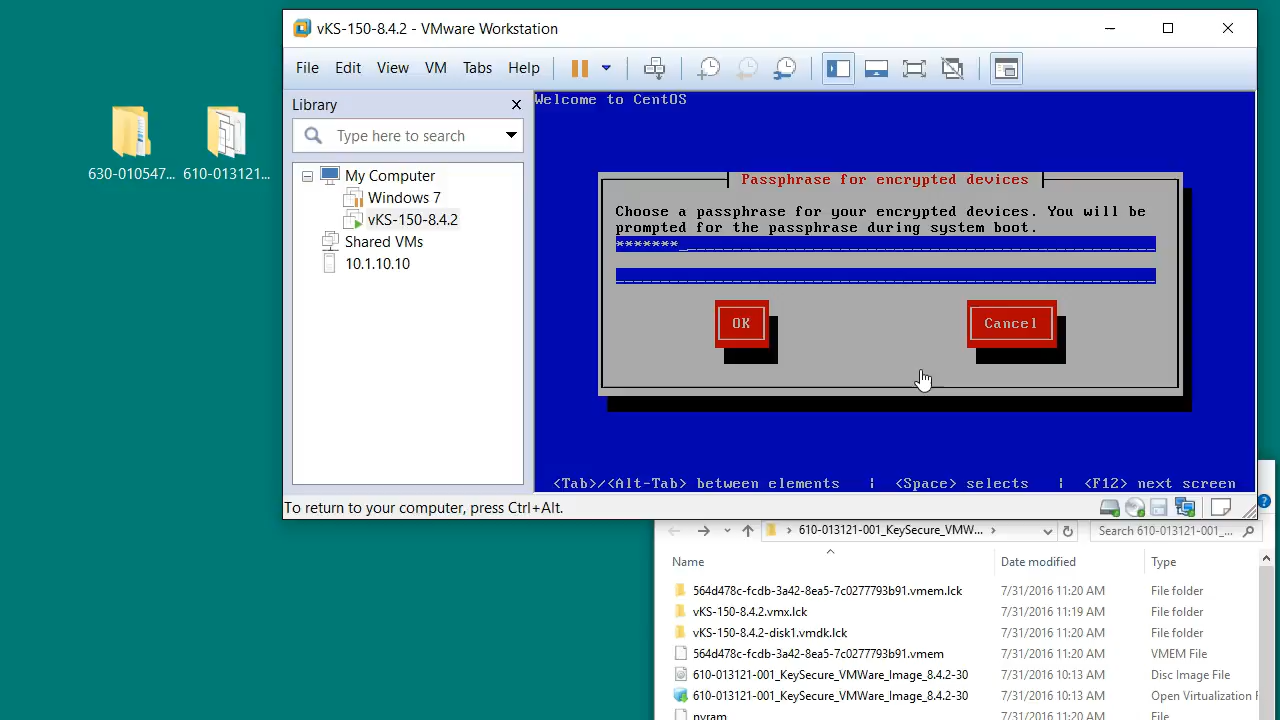 630-010547...
610-013121...
vKS-150-8.4.2 - VMware Workstation
File Edit View VM Tabs Help
Library
Type here to search
My Computer
Windows 7
vKS-150-8.4.2
Shared VMs
10.1.10.10
Welcome to CentOS
Passphrase for encrypted devices
Choose a passphrase for your encrypted devices. You will be
prompted for the passphrase during system boot.
*******_
OK
Cancel
<Tab>/<Alt-Tab> between elements | <Space> selects | <F12> next screen
To return to your computer, press Ctrl+Alt.
610-013121-001_KeySecure_VMW...
Search 610-013121-001_...
Name Date modified Type
564d478c-fcdb-3a42-8ea5-7c0277793b91.vmem.lck 7/31/2016 11:20 AM File folder
vKS-150-8.4.2.vmx.lck 7/31/2016 11:19 AM File folder
vKS-150-8.4.2-disk1.vmdk.lck 7/31/2016 11:20 AM File folder
564d478c-fcdb-3a42-8ea5-7c0277793b91.vmem 7/31/2016 11:20 AM VMEM File
610-013121-001_KeySecure_VMWare_Image_8.4.2-30 7/31/2016 10:13 AM Disc Image File
610-013121-001_KeySecure_VMWare_Image_8.4.2-30 7/31/2016 10:13 AM Open Virtualization F
nvram 7/31/2016 11:20 AM File